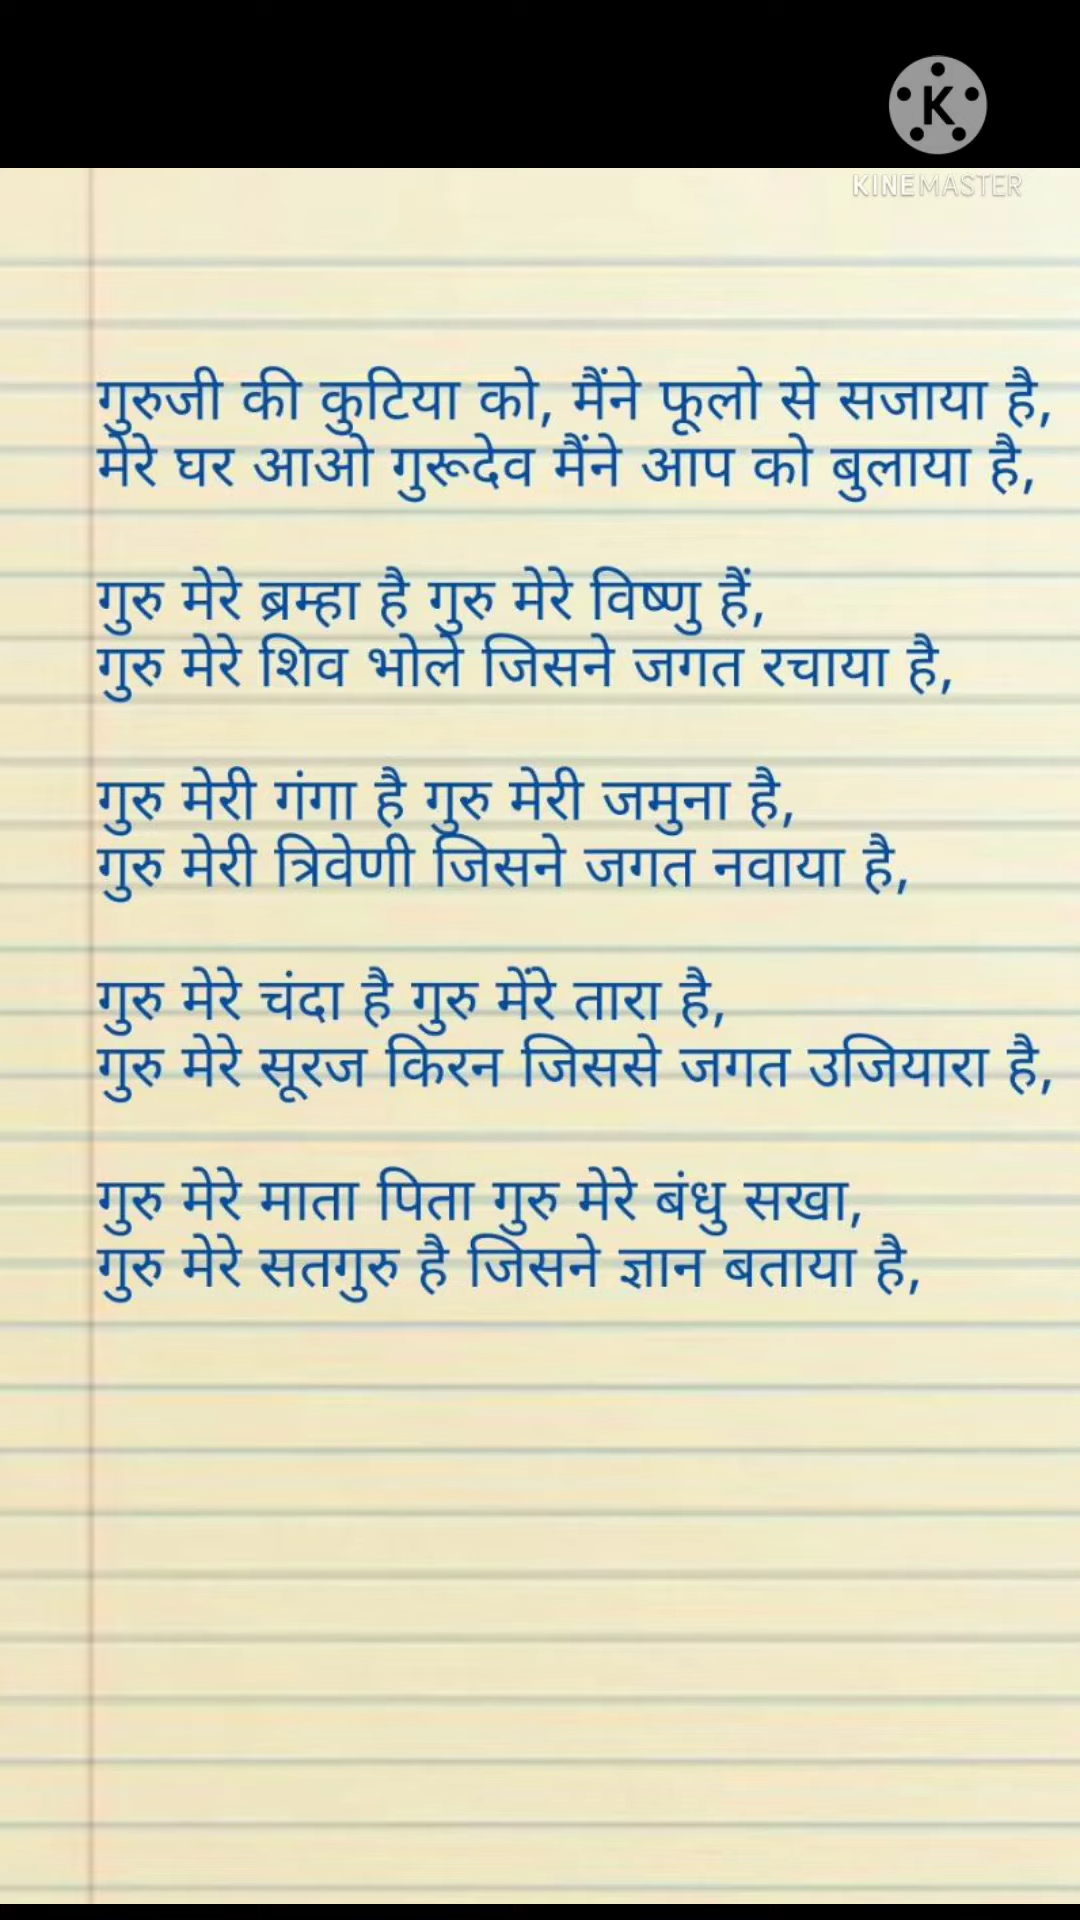 K
KINEMASTER
गुरुजी की कुटिया को, मैंने फूलो से सजाया है,
मेरे घर आओ गुरूदेव मैंने आप को बुलाया है,
गुरु मेरे ब्रम्हा है गुरु मेरे विष्णु हैं,
गुरु मेरे शिव भोले जिसने जगत रचाया है,
गुरु मेरी गंगा है गुरु मेरी जमुना है,
गुरु मेरी त्रिवेणी जिसने जगत नवाया है,
गुरु मेरे चंदा है गुरु मेंरे तारा है,
गुरु मेरे सूरज किरन जिससे जगत उजियारा है,
गुरु मेरे माता पिता गुरु मेरे बंधु सखा,
गुरु मेरे सतगुरु है जिसने ज्ञान बताया है,